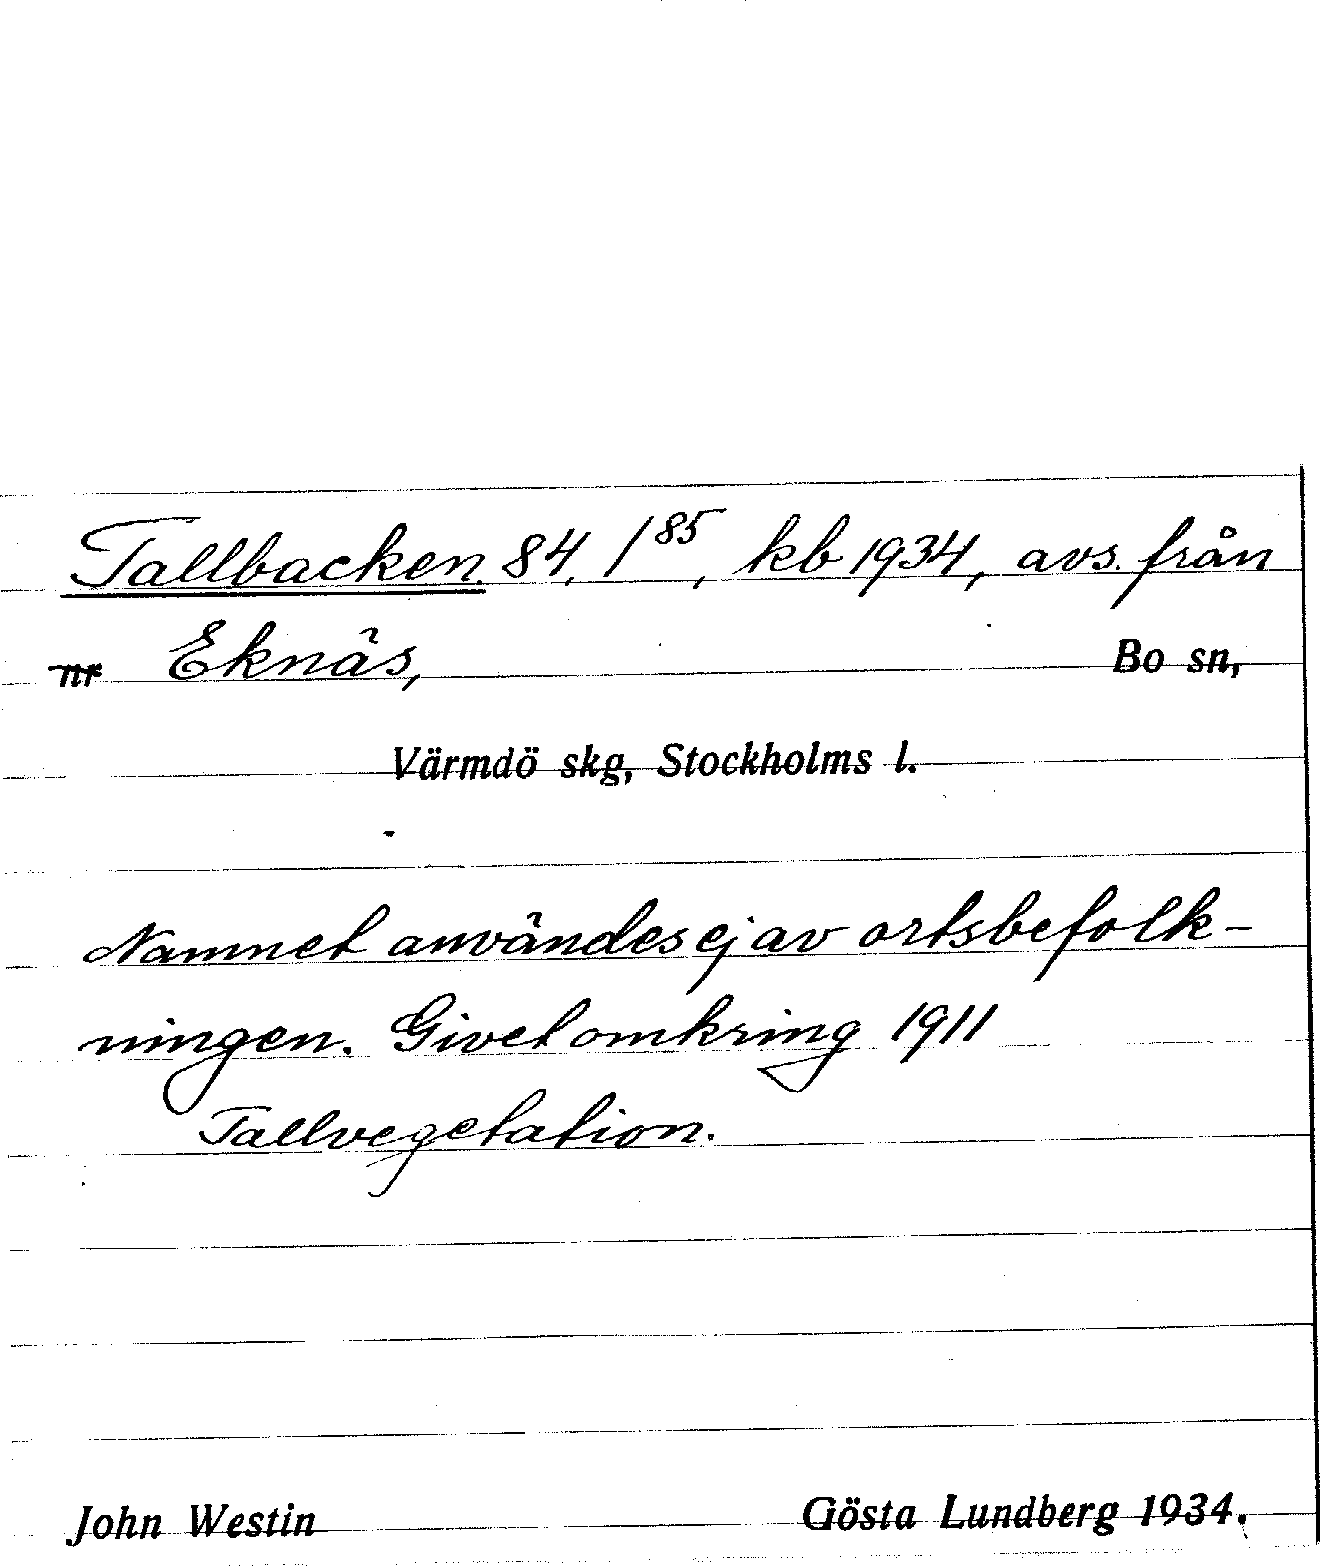 Tallbacken. 84, /85, kb 1934, avs. från
nr Eknäs, Bo sn,
Värmdö skg, Stockholms l.
Namnet användes ej av ortsbefolk-
ningen. Givet omkring 1911
Tallvegetation.
John Westin Gösta Lundberg 1934.